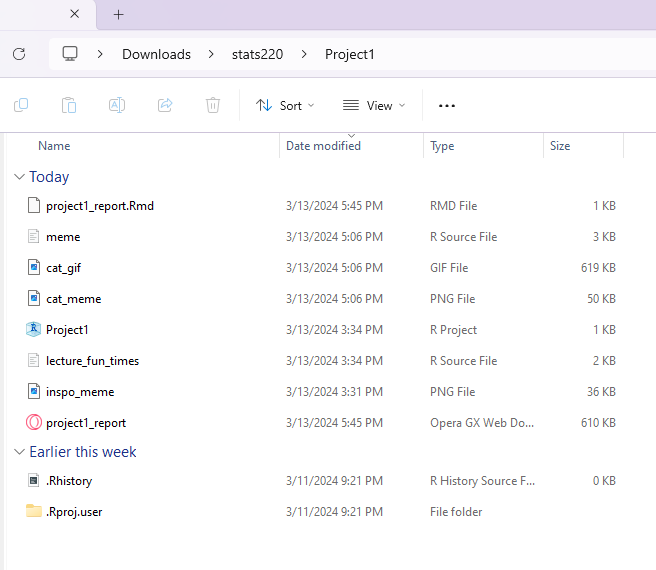 Downloads > stats220 > Project1
Sort View
Name Date modified Type Size
Today
project1_report.Rmd 3/13/2024 5:45 PM RMD File 1 KB
meme 3/13/2024 5:06 PM R Source File 3 KB
cat_gif 3/13/2024 5:06 PM GIF File 619 KB
cat_meme 3/13/2024 5:06 PM PNG File 50 KB
Project1 3/13/2024 3:34 PM R Project 1 KB
lecture_fun_times 3/13/2024 3:34 PM R Source File 2 KB
inspo_meme 3/13/2024 3:31 PM PNG File 36 KB
project1_report 3/13/2024 5:45 PM Opera GX Web Do... 610 KB
Earlier this week
.Rhistory 3/11/2024 9:21 PM R History Source F... 0 KB
.Rproj.user 3/11/2024 9:21 PM File folder